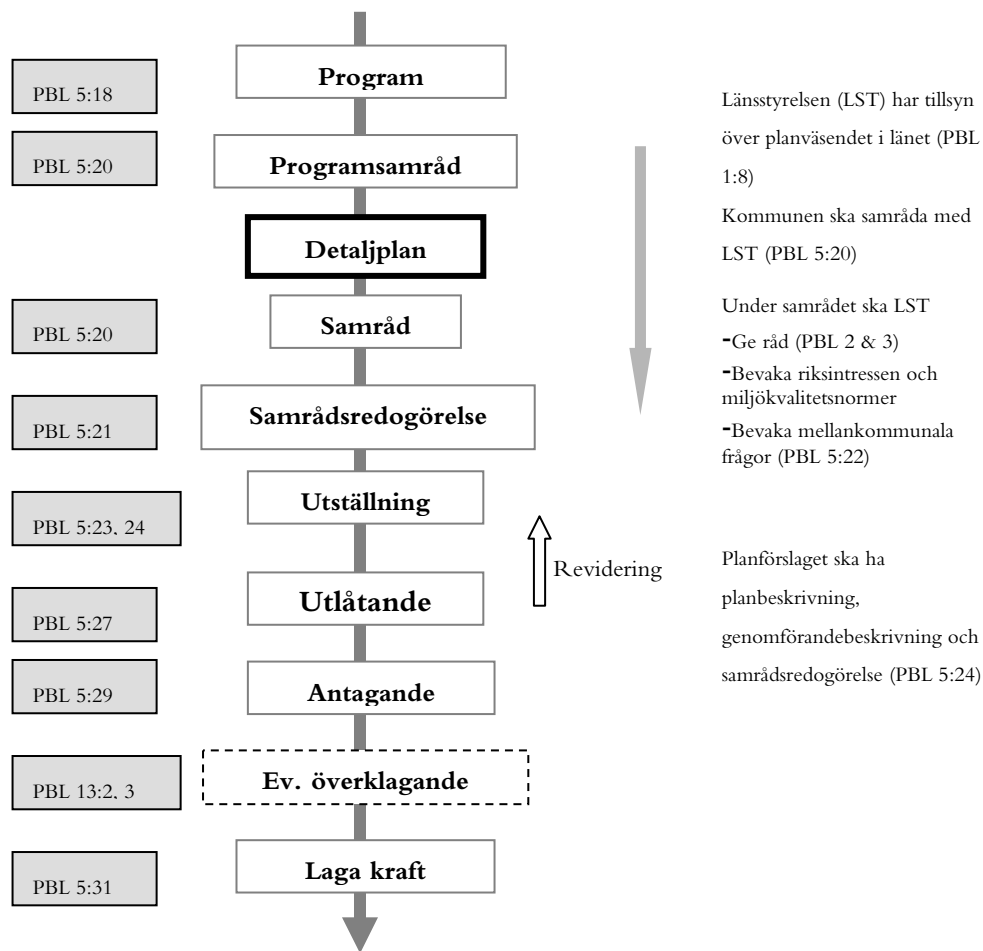 PBL 5:18
Program
PBL 5:20
Programsamråd
Detaljplan
PBL 5:20
Samråd
PBL 5:21
Samrådsredogörelse
PBL 5:23, 24
Utställning
PBL 5:27
Utlåtande
PBL 5:29
Antagande
PBL 13:2, 3
Ev. överklagande
PBL 5:31
Laga kraft
Revidering
Länsstyrelsen (LST) har tillsyn
över planväsendet i länet (PBL
1:8)
Kommunen ska samråda med
LST (PBL 5:20)
Under samrådet ska LST
-Ge råd (PBL 2 & 3)
-Bevaka riksintressen och
miljökvalitetsnormer
-Bevaka mellankommunala
frågor (PBL 5:22)
Planförslaget ska ha
planbeskrivning,
genomförandebeskrivning och
samrådsredogörelse (PBL 5:24)